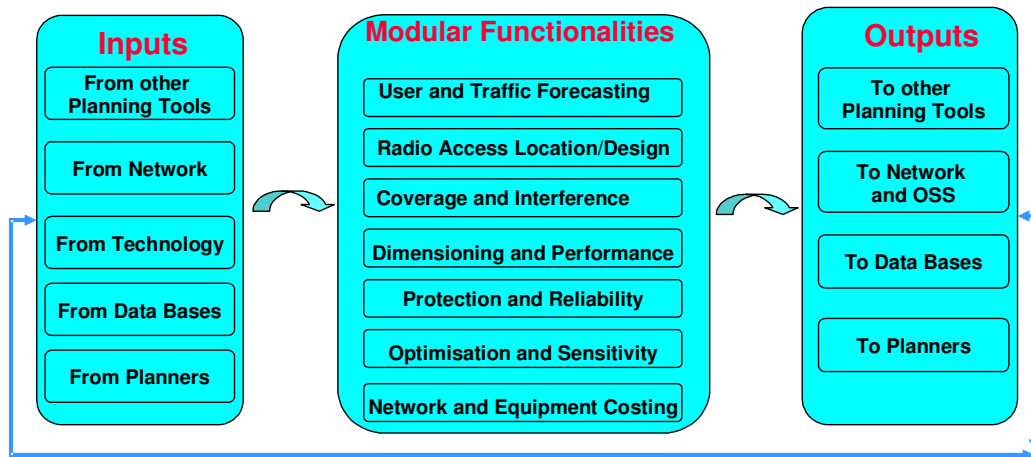 Inputs
From other
Planning Tools
From Network
From Technology
From Data Bases
From Planners
Modular Functionalities
User and Traffic Forecasting
Radio Access Location/Design
Coverage and Interference
Dimensioning and Performance
Protection and Reliability
Optimisation and Sensitivity
Network and Equipment Costing
Outputs
To other
Planning Tools
To Network
and OSS
To Data Bases
To Planners